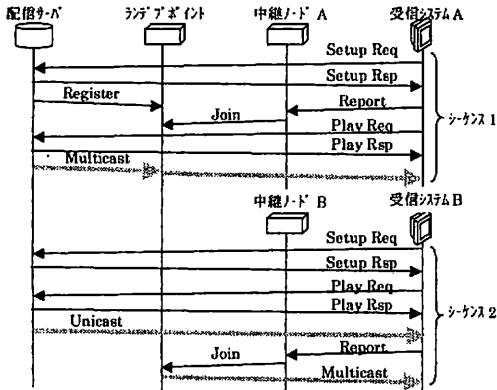 配信サーバ
ランデブポイント
中継ノード A
受信システムA
Setup Req
Setup Rsp
Register
Report
Join
Play Req
Play Rsp
Multicast
シーケンス 1
中継ノード B
受信システムB
Setup Req
Setup Rsp
Play Req
Play Rsp
Unicast
シーケンス 2
Report
Join
Multicast